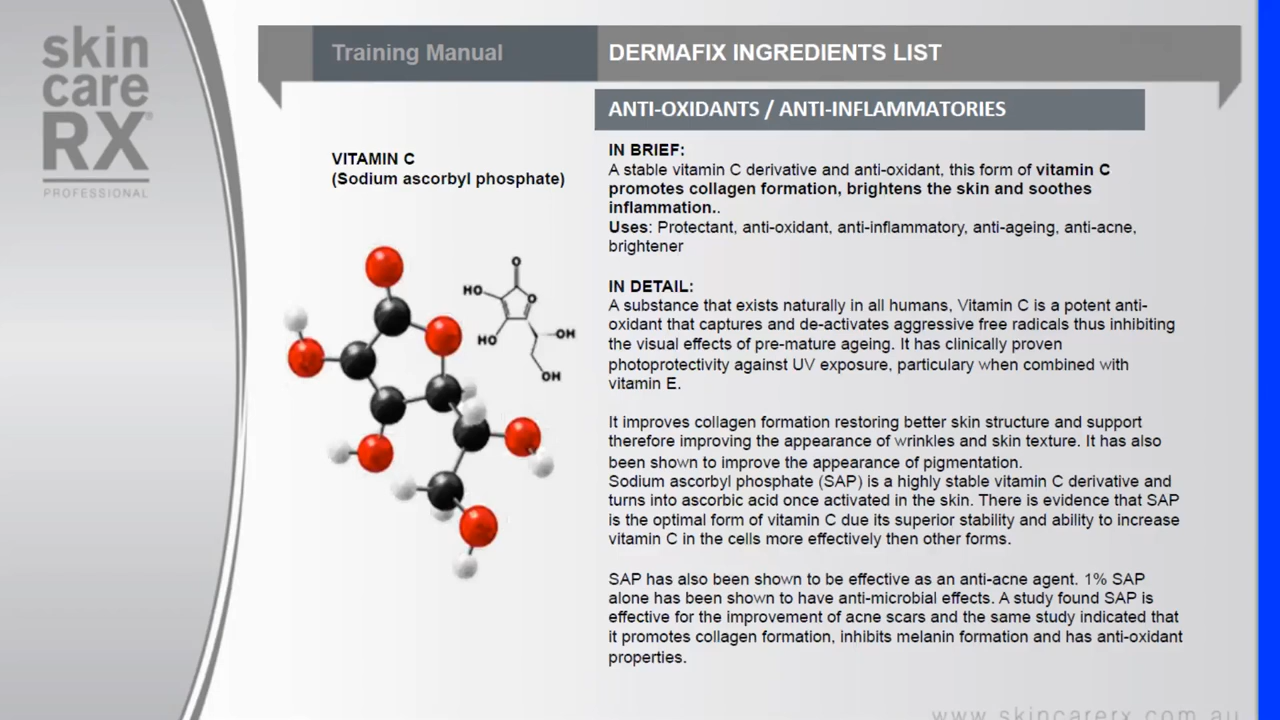 skin
care
RX®
PROFESSIONAL
Training Manual
DERMAFIX INGREDIENTS LIST
ANTI-OXIDANTS / ANTI-INFLAMMATORIES
VITAMIN C
(Sodium ascorbyl phosphate)
O
HO
O
HO
OH
OH
IN BRIEF:
A stable vitamin C derivative and anti-oxidant, this form of vitamin C
promotes collagen formation, brightens the skin and soothes
inflammation..
Uses: Protectant, anti-oxidant, anti-inflammatory, anti-ageing, anti-acne,
brightener
IN DETAIL:
A substance that exists naturally in all humans, Vitamin C is a potent anti-
oxidant that captures and de-activates aggressive free radicals thus inhibiting
the visual effects of pre-mature ageing. It has clinically proven
photoprotectivity against UV exposure, particulary when combined with
vitamin E.
It improves collagen formation restoring better skin structure and support
therefore improving the appearance of wrinkles and skin texture. It has also
been shown to improve the appearance of pigmentation.
Sodium ascorbyl phosphate (SAP) is a highly stable vitamin C derivative and
turns into ascorbic acid once activated in the skin. There is evidence that SAP
is the optimal form of vitamin C due its superior stability and ability to increase
vitamin C in the cells more effectively then other forms.
SAP has also been shown to be effective as an anti-acne agent. 1% SAP
alone has been shown to have anti-microbial effects. A study found SAP is
effective for the improvement of acne scars and the same study indicated that
it promotes collagen formation, inhibits melanin formation and has anti-oxidant
properties.
www.skincarerx.com.au